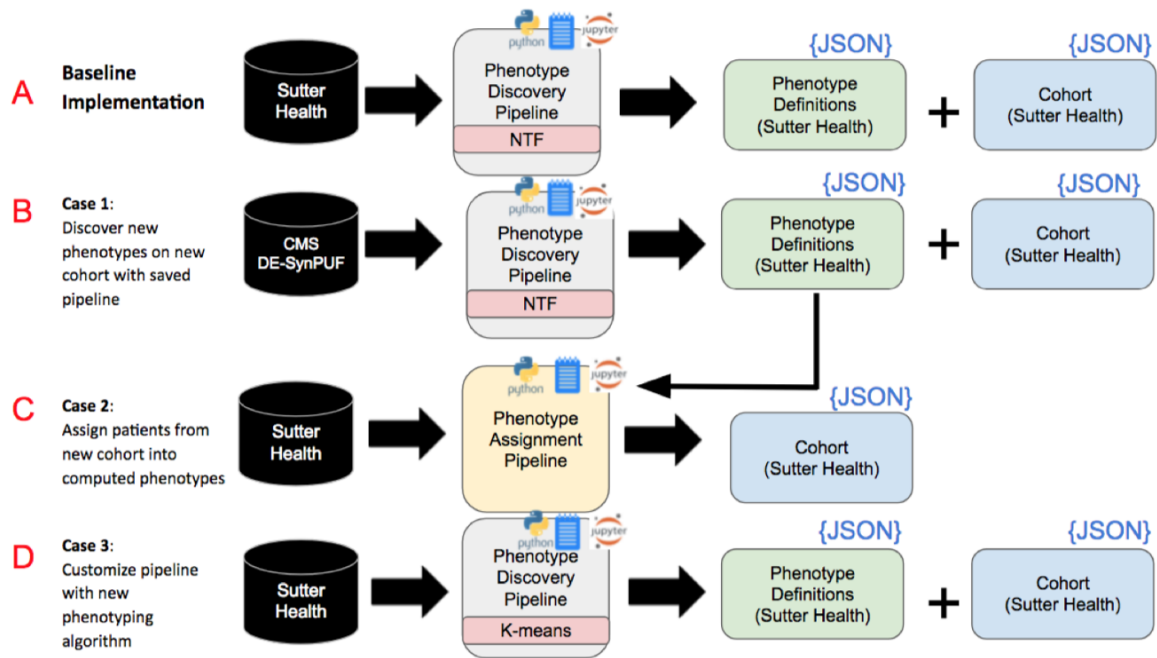 A
Baseline
Implementation
Sutter
Health
python
jupyter
Phenotype
Discovery
Pipeline
NTF
{JSON}
Phenotype
Definitions
(Sutter Health)
+
{JSON}
Cohort
(Sutter Health)
B
Case 1:
Discover new
phenotypes on new
cohort with saved
pipeline
CMS
DE-SynPUF
python
jupyter
Phenotype
Discovery
Pipeline
NTF
{JSON}
Phenotype
Definitions
(Sutter Health)
+
{JSON}
Cohort
(Sutter Health)
C
Case 2:
Assign patients from
new cohort into
computed phenotypes
Sutter
Health
python
jupyter
Phenotype
Assignment
Pipeline
{JSON}
Cohort
(Sutter Health)
D
Case 3:
Customize pipeline
with new
phenotyping
algorithm
Sutter
Health
python
jupyter
Phenotype
Discovery
Pipeline
K-means
{JSON}
Phenotype
Definitions
(Sutter Health)
+
{JSON}
Cohort
(Sutter Health)